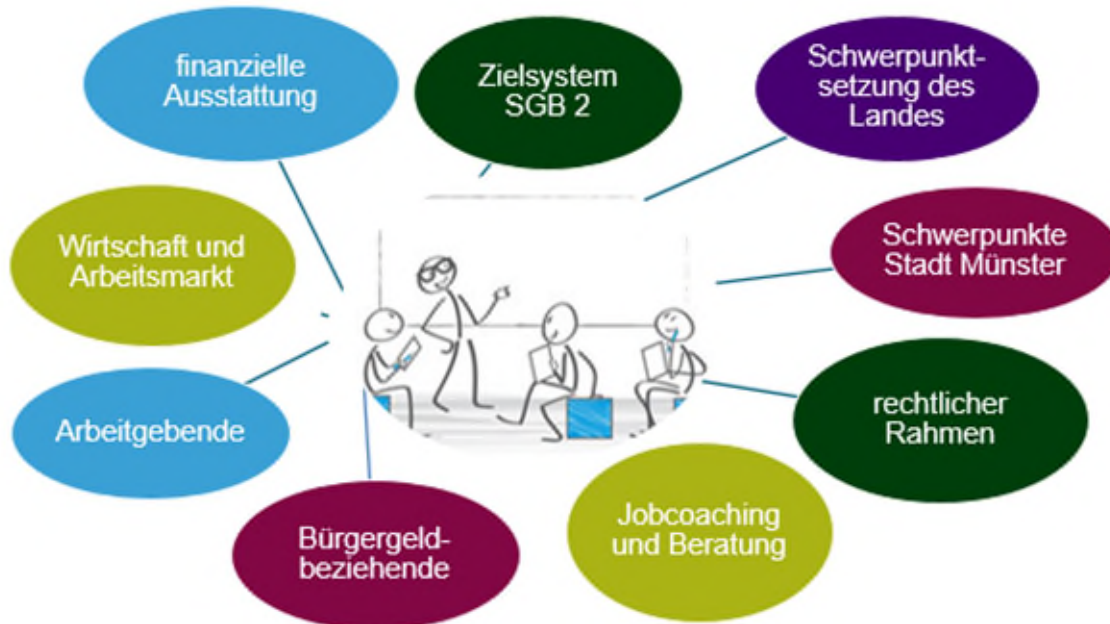 finanzielle
Ausstattung
Zielsystem
SGB 2
Schwerpunkt-
setzung des
Landes
Wirtschaft und
Arbeitsmarkt
Schwerpunkte
Stadt Münster
Arbeitgebende
rechtlicher
Rahmen
Bürgergeld-
beziehende
Jobcoaching
und Beratung